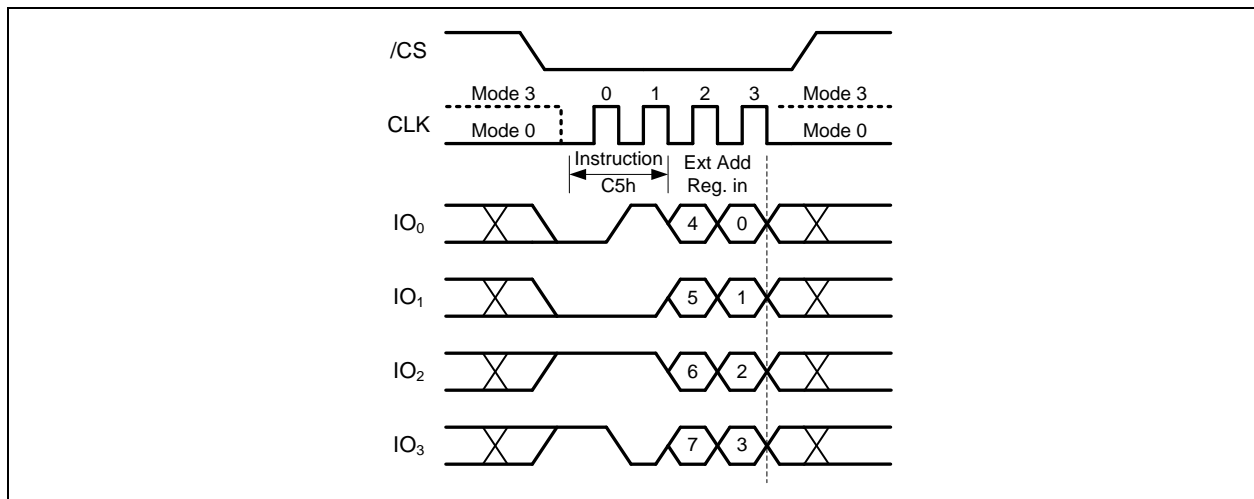 /CS
Mode 3 0 1 2 3 Mode 3
CLK
Mode 0 Mode 0
Instruction Ext Add
C5h Reg. in
IO₀ 4 0
IO₁ 5 1
IO₂ 6 2
IO₃ 7 3